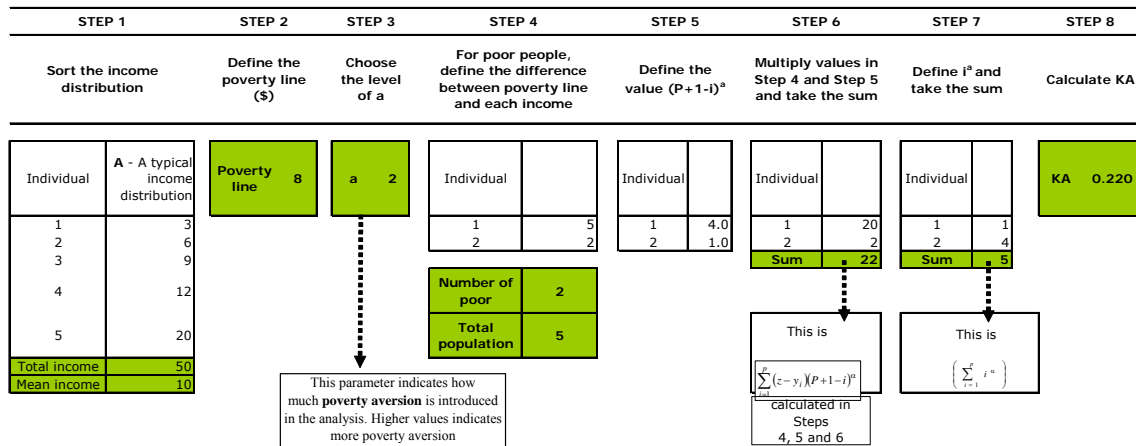 STEP 1 STEP 2 STEP 3 STEP 4 STEP 5 STEP 6 STEP 7 STEP 8
Sort the income
distribution
Define the
poverty line
($)
Choose
the level
of a
For poor people,
define the difference
between poverty line
and each income
Define the
value (P+1-i)ᵃ
Multiply values in
Step 4 and Step 5
and take the sum
Define iᵃ and
take the sum
Calculate KA
Individual
A - A typical
income
distribution
1 3
2 6
3 9
4 12
5 20
Total income 50
Mean income 10
Poverty
line 8
a 2
This parameter indicates how
much poverty aversion is introduced
in the analysis. Higher values indicates
more poverty aversion
Individual
1 5
2 2
Number of
poor 2
Total
population 5
Individual
1 4.0
2 1.0
Individual
1 20
2 2
Sum 22
This is
∑_{i=1}^{p} (z − y_i)(P + 1 − i)^α
calculated in
Steps
4, 5 and 6
Individual
1 1
2 4
Sum 5
This is
(∑_{i=1}^{p} i^α)
KA 0.220